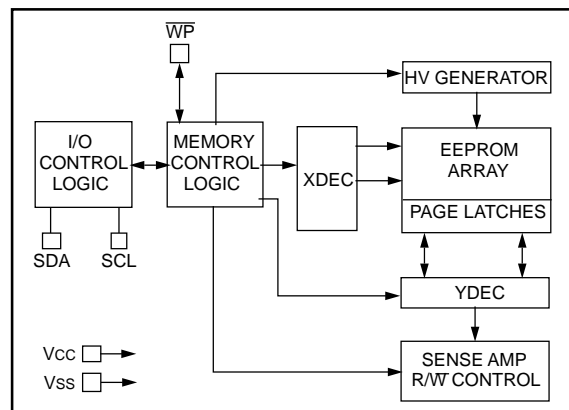 W̅P̅
HV GENERATOR
I/O
CONTROL
LOGIC
MEMORY
CONTROL
LOGIC
XDEC
EEPROM
ARRAY
PAGE LATCHES
SDA
SCL
YDEC
Vcc
Vss
SENSE AMP
R/W̅ CONTROL